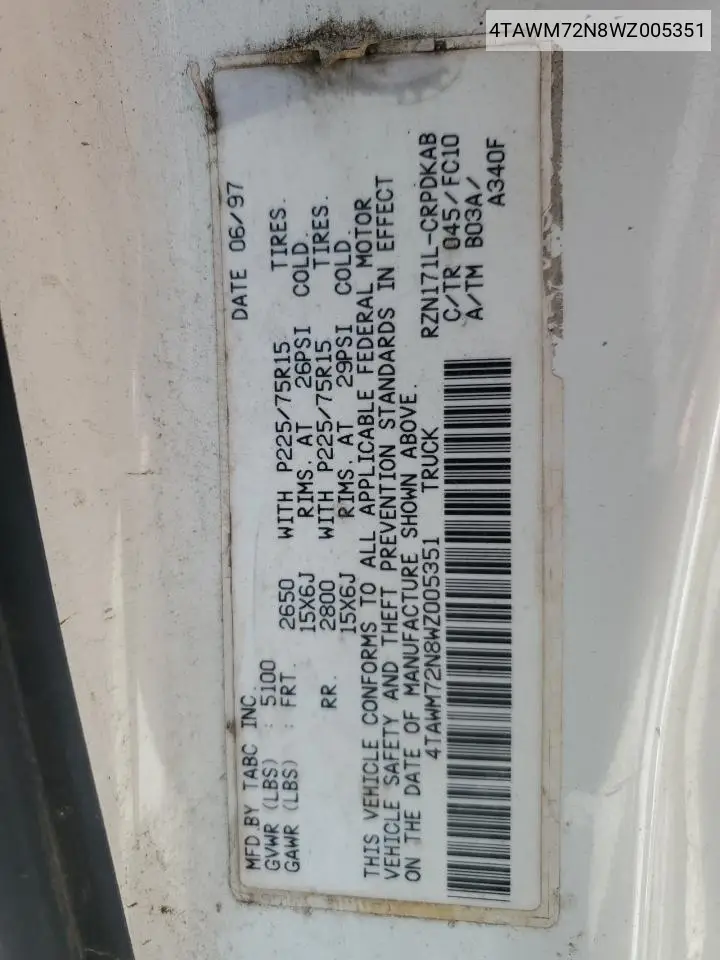 4TAWM72N8WZ005351
MFD.BY TABC INC. DATE 06/97
GVWR (LBS) : 5100
GAWR (LBS) : FRT. 2650 WITH P225/75R15 TIRES.
15X6J RIMS. AT 26PSI COLD.
RR. 2800 WITH P225/75R15 TIRES.
15X6J RIMS. AT 29PSI COLD.
THIS VEHICLE CONFORMS TO ALL APPLICABLE FEDERAL MOTOR
VEHICLE SAFETY AND THEFT PREVENTION STANDARDS IN EFFECT
ON THE DATE OF MANUFACTURE SHOWN ABOVE.
4TAWM72N8WZ005351 TRUCK RZN171L-CRPDKAB
C/TR 045/FC10
A/TM B03A/
A340F